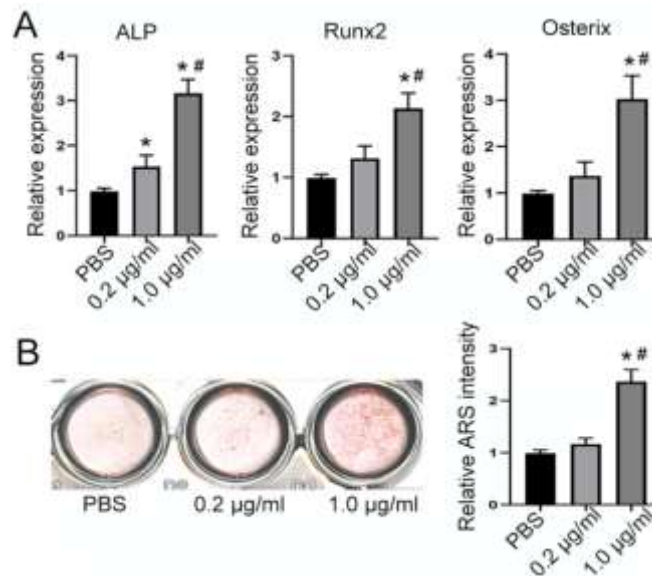 A
ALP
Relative expression
4
3
2
1
0
*
* #
PBS
0.2 µg/ml
1.0 µg/ml
Runx2
Relative expression
3
2
1
0
* #
PBS
0.2 µg/ml
1.0 µg/ml
Osterix
Relative expression
4
3
2
1
0
* #
PBS
0.2 µg/ml
1.0 µg/ml
B
PBS
0.2 µg/ml
1.0 µg/ml
Relative ARS intensity
3
2
1
0
* #
PBS
0.2 µg/ml
1.0 µg/ml